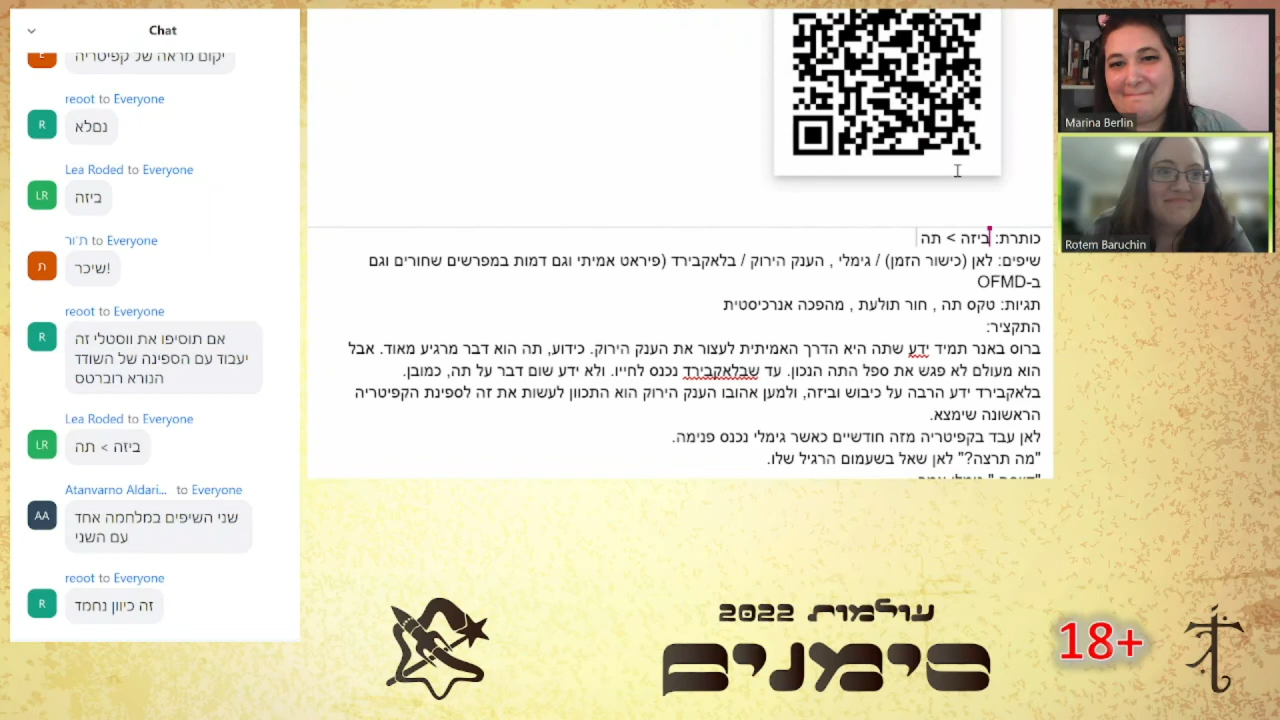 Chat
יקום מראה של קפיטריה
reoot to Everyone
R
נםלא
Lea Roded to Everyone
LR
ביזה
ת'ור to Everyone
ת
שיכר!
reoot to Everyone
R
אם תוסיפו את ווסטלי זה
יעבוד עם הספינה של השודד
הנורא רוברטס
Lea Roded to Everyone
LR
ביזה > תה
Atanvarno Aldari... to Everyone
AA
שני השיפים במלחמה אחד
עם השני
reoot to Everyone
R
זה כיוון נחמד
כותרת: ביזה > תה
שיפים: לאן (כישור הזמן) / גימלי , הענק הירוק / בלאקבירד (פיראט אמיתי וגם דמות במפרשים שחורים וגם
ב-OFMD
תגיות: טקס תה , חור תולעת , מהפכה אנרכיסטית
התקציר:
ברוס באנר תמיד ידע שתה היא הדרך האמיתית לעצור את הענק הירוק. כידוע, תה הוא דבר מרגיע מאוד. אבל
הוא מעולם לא פגש את ספל התה הנכון. עד שבלאקבירד נכנס לחייו. ולא ידע שום דבר על תה, כמובן.
בלאקבירד ידע הרבה על כיבוש וביזה, ולמען אהובו הענק הירוק הוא התכוון לעשות את זה לספינת הקפיטריה
הראשונה שימצא.
לאן עבד בקפיטריה מזה חודשיים כאשר גימלי נכנס פנימה.
"מה תרצה?" לאן שאל בשעמום הרגיל שלו.
Marina Berlin
Rotem Baruchin
עולמות 2022
סימנים
18+